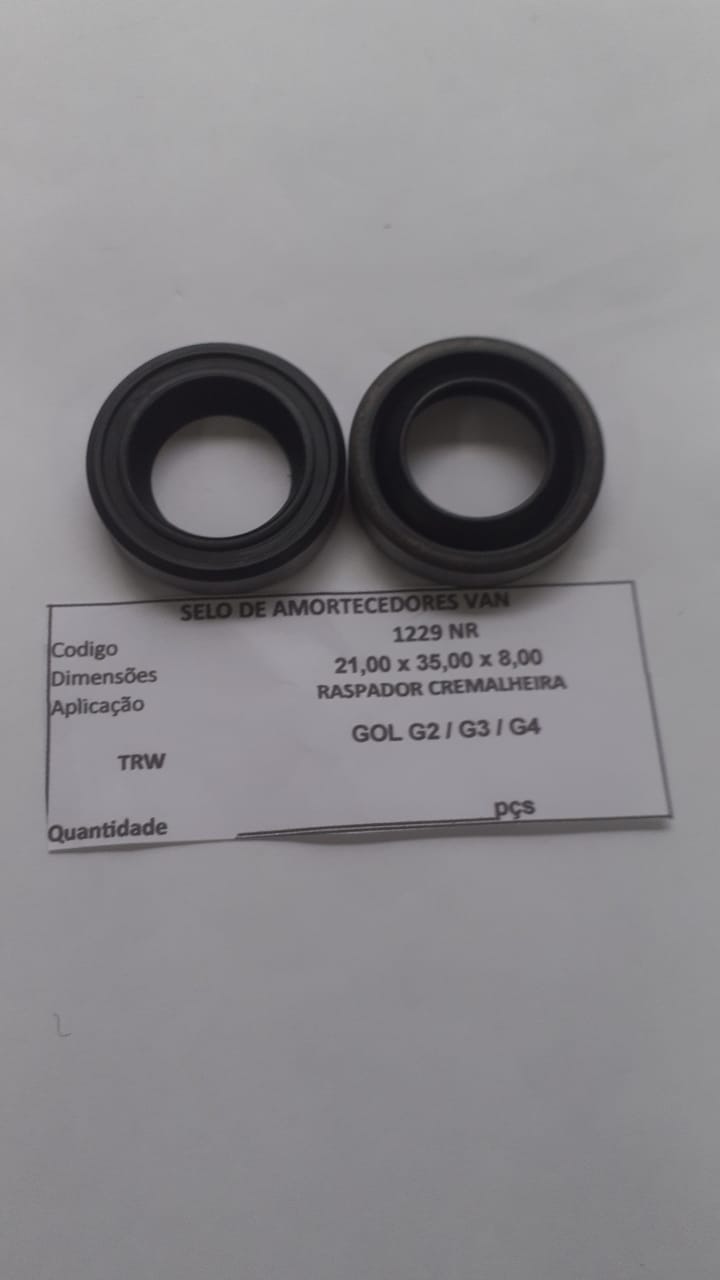 SELO DE AMORTECEDORES VAN
Codigo 1229 NR
Dimensões 21,00 x 35,00 x 8,00
Aplicação RASPADOR CREMALHEIRA
GOL G2 / G3 / G4
TRW
Quantidade pçs